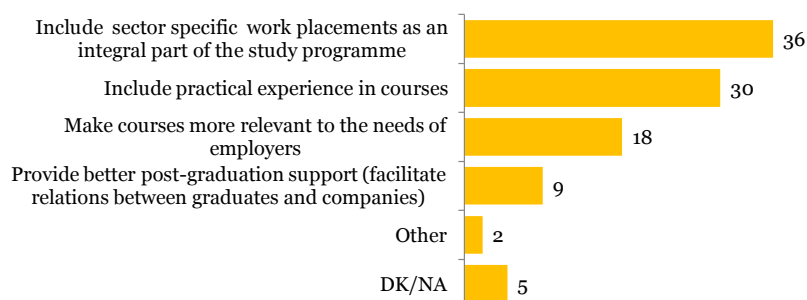 Include sector specific work placements as an
integral part of the study programme
36
Include practical experience in courses
30
Make courses more relevant to the needs of
employers
18
Provide better post-graduation support (facilitate
relations between graduates and companies)
9
Other
2
DK/NA
5